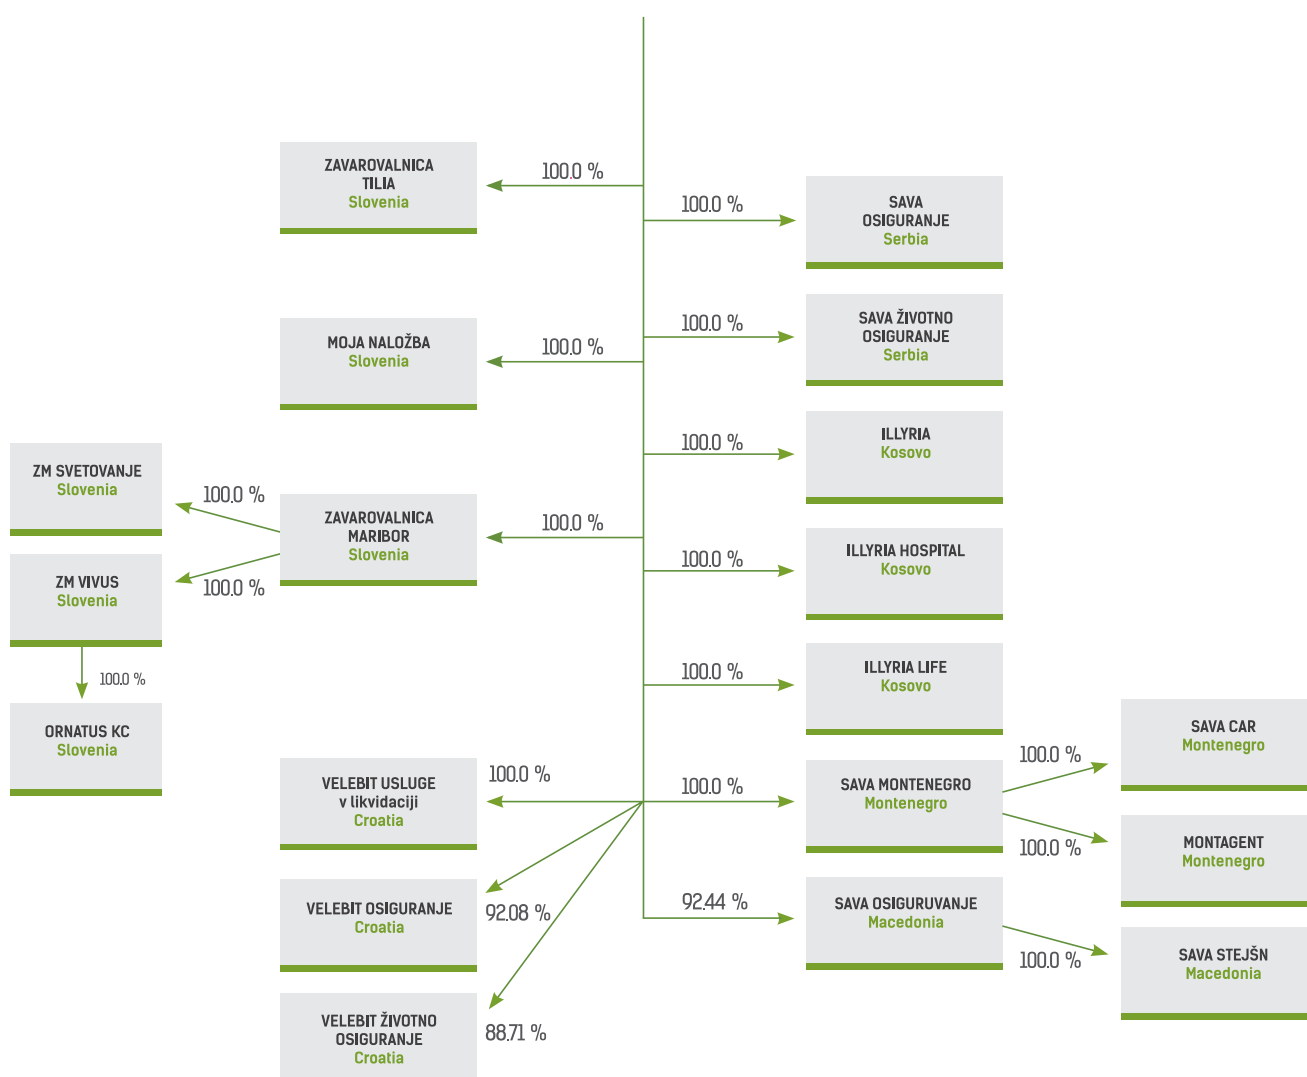 ZAVAROVALNICA
TILIA
Slovenia
100.0 %
100.0 %
SAVA
OSIGURANJE
Serbia
MOJA NALOŽBA
Slovenia
100.0 %
100.0 %
SAVA ŽIVOTNO
OSIGURANJE
Serbia
100.0 %
ILLYRIA
Kosovo
ZM SVETOVANJE
Slovenia
100.0 %
ZAVAROVALNICA
MARIBOR
Slovenia
100.0 %
ZM VIVUS
Slovenia
100.0 %
100.0 %
ILLYRIA HOSPITAL
Kosovo
100.0 %
ORNATUS KC
Slovenia
100.0 %
ILLYRIA LIFE
Kosovo
VELEBIT USLUGE
v likvidaciji
Croatia
100.0 %
100.0 %
SAVA MONTENEGRO
Montenegro
100.0 %
SAVA CAR
Montenegro
100.0 %
MONTAGENT
Montenegro
VELEBIT OSIGURANJE
Croatia
92.08 %
92.44 %
SAVA OSIGURUVANJE
Macedonia
100.0 %
SAVA STEJŠN
Macedonia
VELEBIT ŽIVOTNO
OSIGURANJE
Croatia
88.71 %